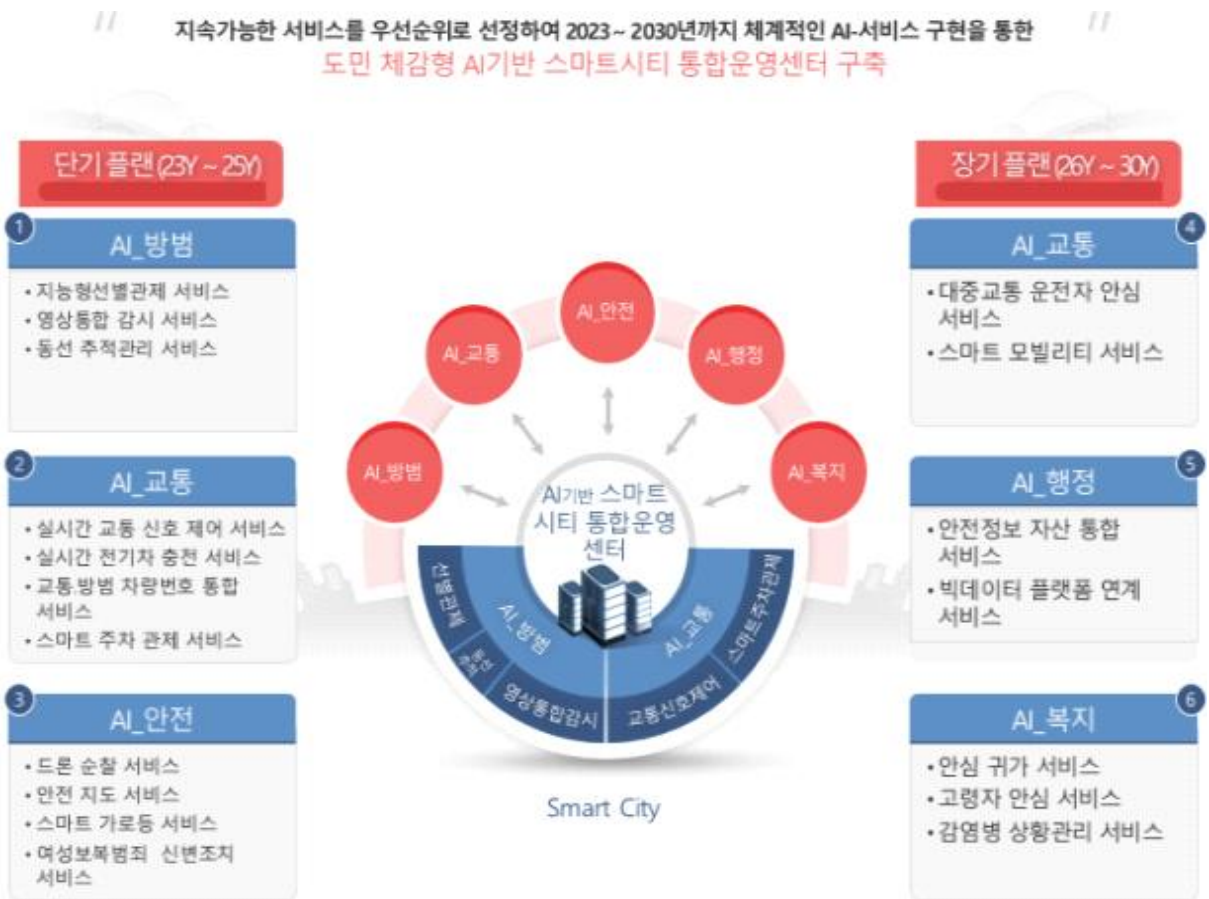 "지속가능한 서비스를 우선순위로 선정하여 2023 ~ 2030년까지 체계적인 AI-서비스 구현을 통한"
도민 체감형 AI기반 스마트시티 통합운영센터 구축
단기 플랜 (23Y ~ 25Y)
1
AI_방범
• 지능형선별관제 서비스
• 영상통합 감시 서비스
• 동선 추적관리 서비스
2
AI_교통
• 실시간 교통 신호 제어 서비스
• 실시간 전기차 충전 서비스
• 교통.방범 차량번호 통합
서비스
• 스마트 주차 관제 서비스
3
AI_안전
• 드론 순찰 서비스
• 안전 지도 서비스
• 스마트 가로등 서비스
• 여성보복범죄 신변조치
서비스
AI_방범
AI_교통
AI_안전
AI_행정
AI_복지
AI기반 스마트
시티 통합운영
센터
선별관제
동선
추적
영상통합감시
교통신호제어
스마트주차관제
AI_방범
AI_교통
Smart City
장기 플랜 (26Y ~ 30Y)
4
AI_교통
• 대중교통 운전자 안심
서비스
• 스마트 모빌리티 서비스
5
AI_행정
• 안전정보 자산 통합
서비스
• 빅데이터 플랫폼 연계
서비스
6
AI_복지
• 안심 귀가 서비스
• 고령자 안심 서비스
• 감염병 상황관리 서비스